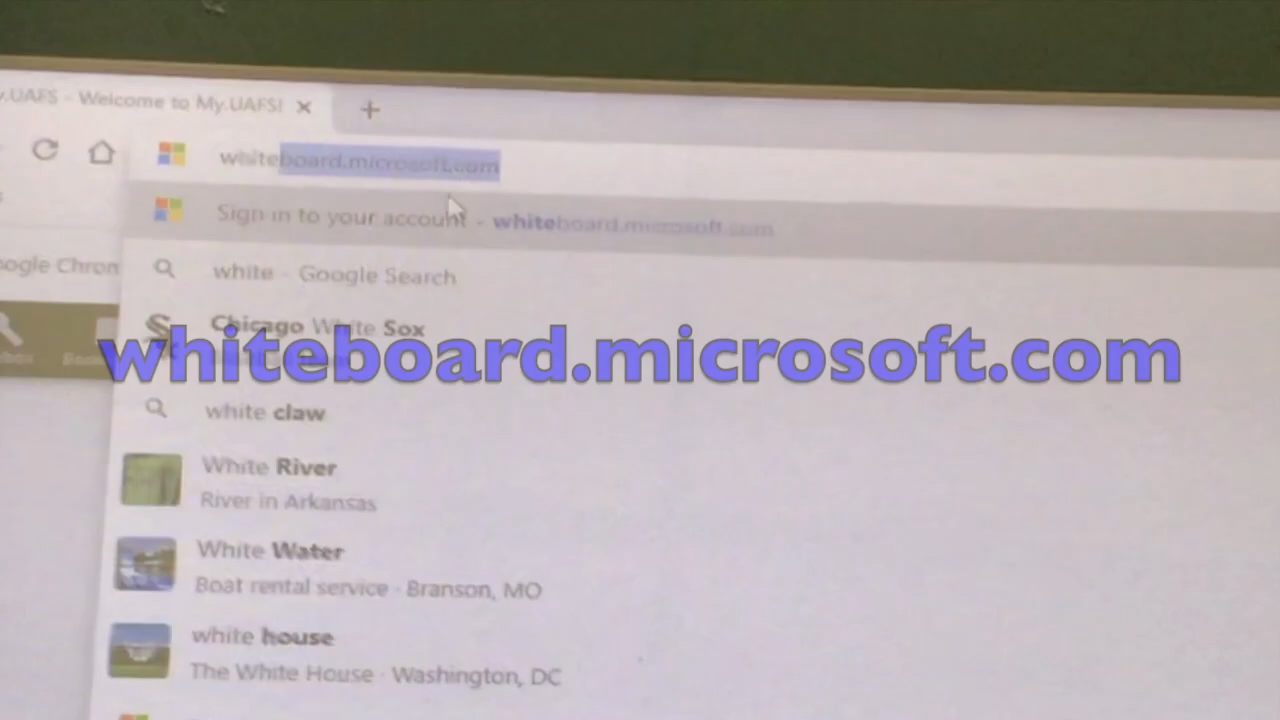 .UAFS - Welcome to My.UAFS!
whiteboard.microsoft.com
Sign in to your account - whiteboard.microsoft.com
white - Google Search
Chicago White Sox
whiteboard.microsoft.com
white claw
White River
River in Arkansas
White Water
Boat rental service · Branson, MO
white house
The White House · Washington, DC